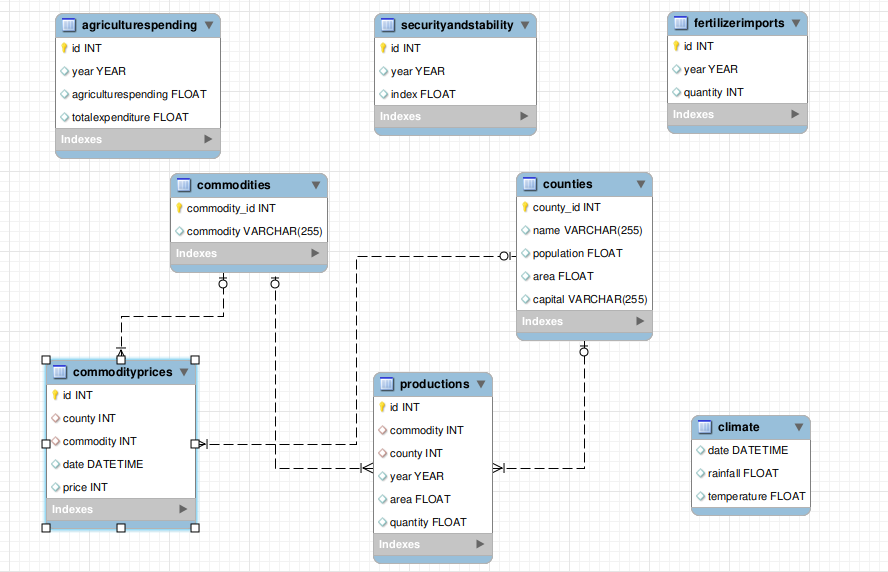 agriculturespending
id INT
year YEAR
agriculturespending FLOAT
totalexpenditure FLOAT
Indexes
securityandstability
id INT
year YEAR
index FLOAT
Indexes
fertilizerimports
id INT
year YEAR
quantity INT
Indexes
commodities
commodity_id INT
commodity VARCHAR(255)
Indexes
counties
county_id INT
name VARCHAR(255)
population FLOAT
area FLOAT
capital VARCHAR(255)
Indexes
commodityprices
id INT
county INT
commodity INT
date DATETIME
price INT
Indexes
productions
id INT
commodity INT
county INT
year YEAR
area FLOAT
quantity FLOAT
Indexes
climate
date DATETIME
rainfall FLOAT
temperature FLOAT